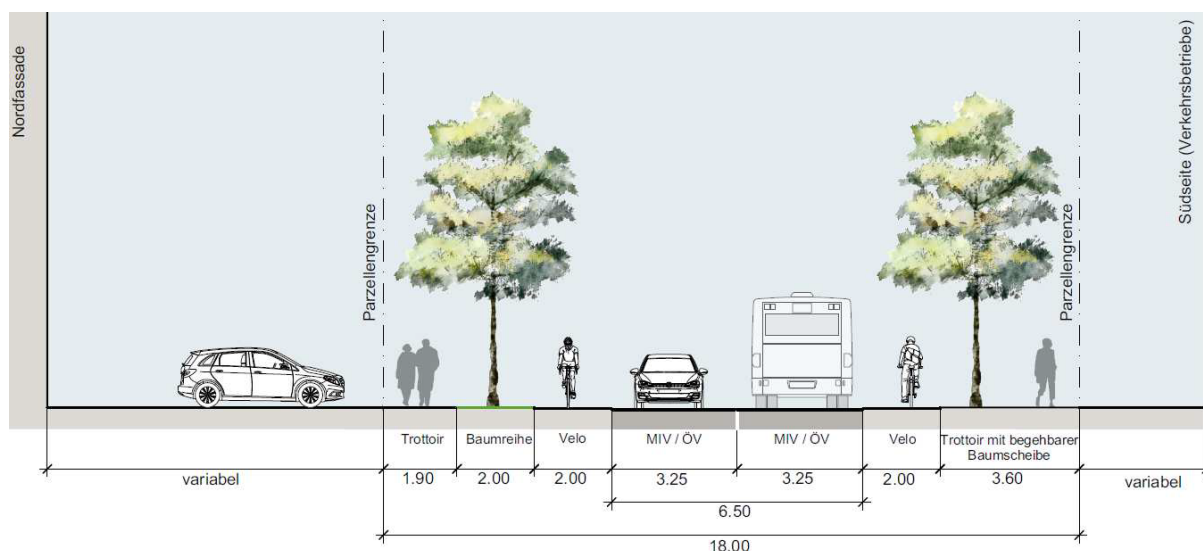 Nordfassade
Parzellengrenze
Parzellengrenze
Südseite (Verkehrsbetriebe)
Trottoir
Baumreihe
Velo
MIV / ÖV
MIV / ÖV
Velo
Trottoir mit begehbarer
Baumscheibe
variabel
1.90
2.00
2.00
3.25
3.25
2.00
3.60
variabel
6.50
18.00